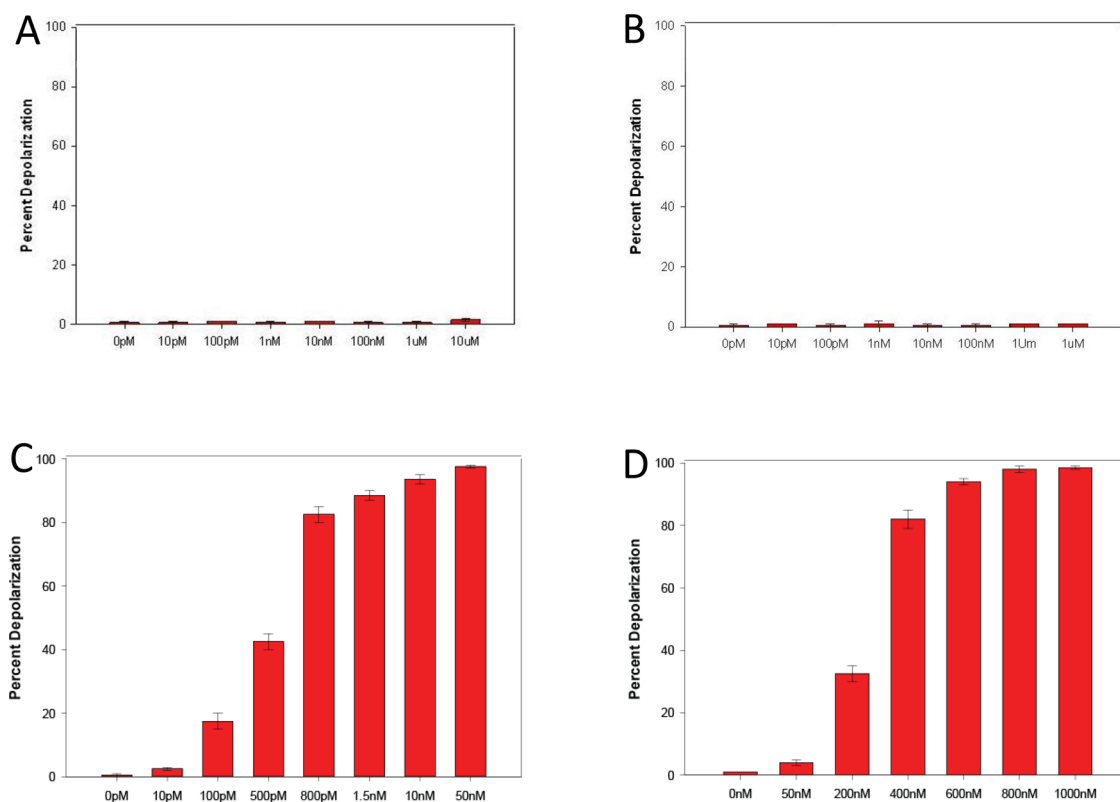 A
Percent Depolarization
100
80
60
40
20
0
0pM 10pM 100pM 1nM 10nM 100nM 1uM 10uM
B
Percent Depolarization
100
80
60
40
20
0
0pM 10pM 100pM 1nM 10nM 100nM 1Um 1uM
C
Percent Depolarization
100
80
60
40
20
0
0pM 10pM 100pM 500pM 800pM 1.5nM 10nM 50nM
D
Percent Depolarization
100
80
60
40
20
0
0nM 50nM 200nM 400nM 600nM 800nM 1000nM